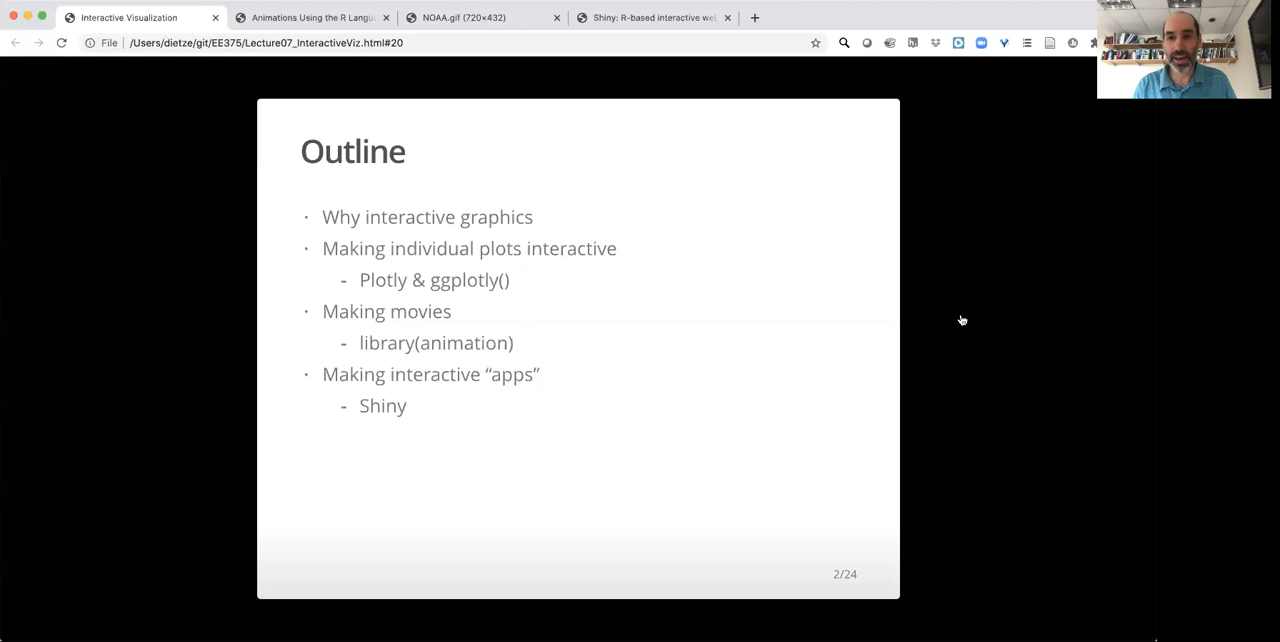 Interactive Visualization
Animations Using the R Langu
NOAA.gif (720×432)
Shiny: R-based interactive we
File
/Users/dietze/git/EE375/Lecture07_InteractiveViz.html#20
Outline
· Why interactive graphics
· Making individual plots interactive
- Plotly & ggplotly()
· Making movies
- library(animation)
· Making interactive “apps”
- Shiny
2/24